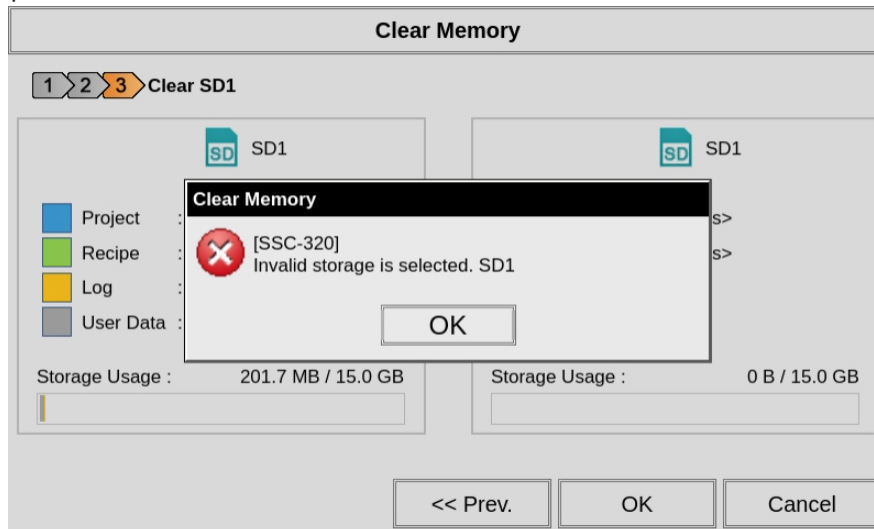 Clear Memory
1 2 3 Clear SD1
SD SD1
SD SD1
Clear Memory
[SSC-320]
Invalid storage is selected. SD1
OK
Project :
Recipe :
Log :
User Data :
s>
s>
Storage Usage : 201.7 MB / 15.0 GB
Storage Usage : 0 B / 15.0 GB
<< Prev.
OK
Cancel